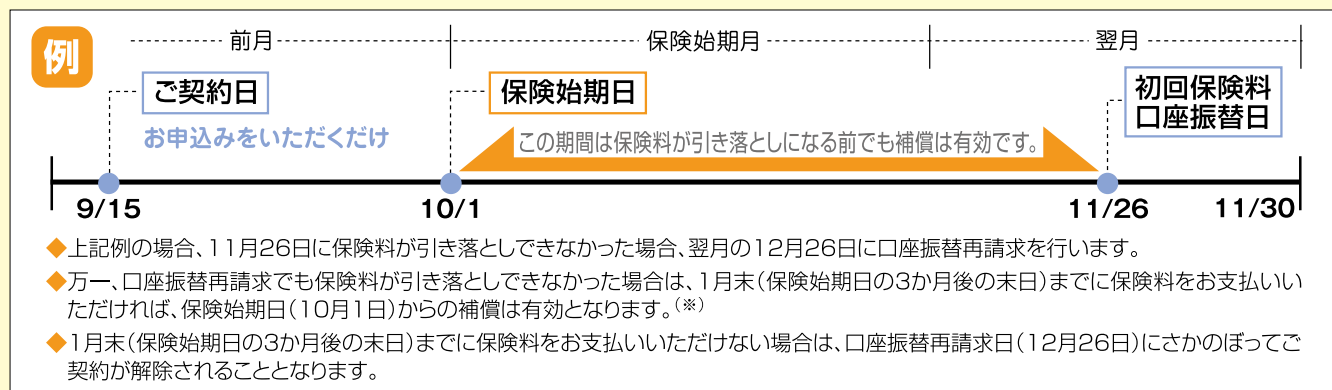 例
前月
保険始期月
翌月
ご契約日
お申込みをいただくだけ
保険始期日
初回保険料
口座振替日
この期間は保険料が引き落としになる前でも補償は有効です。
9/15
10/1
11/26
11/30
◆上記例の場合、11月26日に保険料が引き落としできなかった場合、翌月の12月26日に口座振替再請求を行います。
◆万一、口座振替再請求でも保険料が引き落としできなかった場合は、1月末(保険始期日の3か月後の末日)までに保険料をお支払いい
ただければ、保険始期日(10月1日)からの補償は有効となります。(※)
◆1月末(保険始期日の3か月後の末日)までに保険料をお支払いいただけない場合は、口座振替再請求日(12月26日)にさかのぼってご
契約が解除されることとなります。